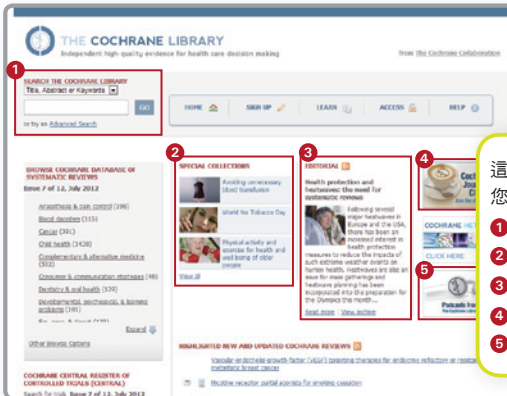 THE COCHRANE LIBRARY
Independent high-quality evidence for health care decision making
from The Cochrane Collaboration
1
SEARCH THE COCHRANE LIBRARY
Title, Abstract or Keywords
GO
or try an Advanced Search
HOME
SIGN UP
LEARN
ACCESS
HELP
BROWSE COCHRANE DATABASE OF
SYSTEMATIC REVIEWS
Issue 7 of 12, July 2012
Anaesthesia & pain control (196)
Blood disorders (115)
Cancer (391)
Child health (1438)
Complementary & alternative medicine
Consumer & communication strategies (48)
Dentistry & oral health (129)
Developmental, psychosocial, & learning
problems (101)
Expand
Other Browse Options
COCHRANE CENTRAL REGISTER OF
CONTROLLED TRIALS (CENTRAL)
Search for trials Issue 7 of 12, July 2012
2
SPECIAL COLLECTIONS
Avoiding unnecessary
blood transfusion
World No Tobacco Day
Physical activity and
exercise for health and
well being of older
people
View all
3
EDITORIAL
Health protection and
heatwaves: the need for
systematic reviews
Following several
major heatwaves in
Europe and the USA,
there has been an
increased interest in
health protection
measures to reduce the impacts of
such extreme weather events on
human health. Heatwaves are also an
issue for mass gatherings and
heatwave planning has been
incorporated into the preparation for
the Olympics this month...
Read more View archive
4
COCHRANE
CLICK HERE
5
Podcasts from
HIGHLIGHTED NEW AND UPDATED COCHRANE REVIEWS
Vascular-endothelial-growth-factor (VEGF) targeting therapies for endocrine refractory or
metastatic breast cancer
Nicotine receptor partial agonists for smoking cessation
這
您
1
2
3
4
5